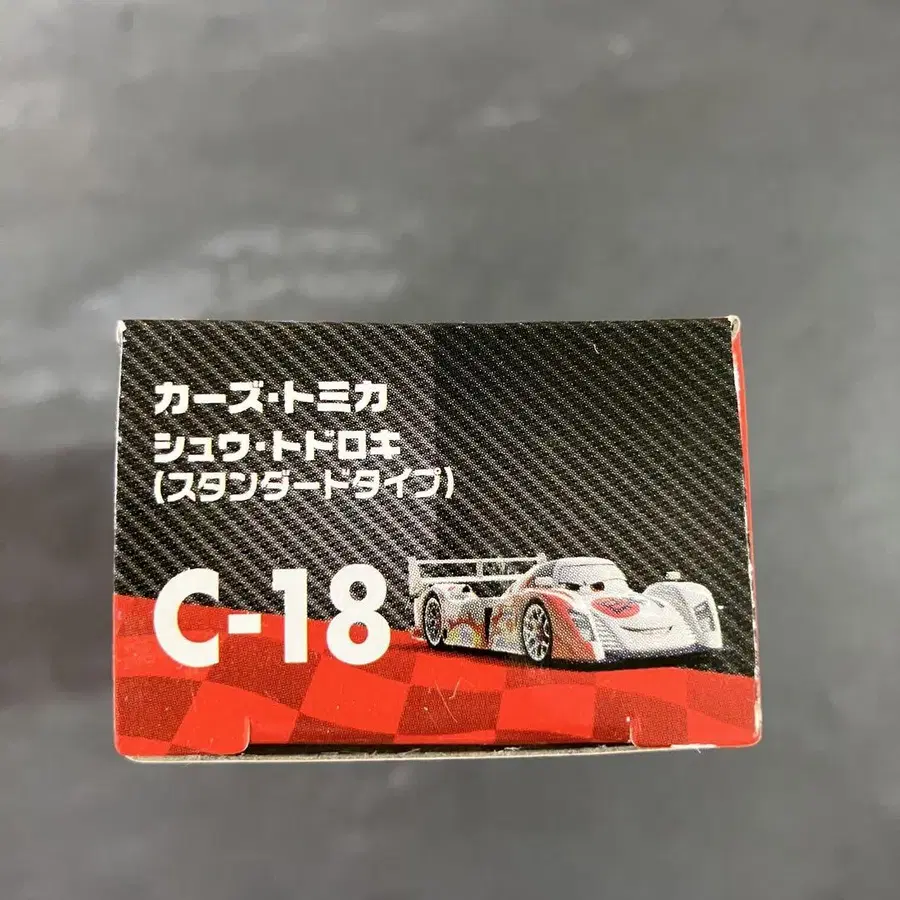 カーズ・トミカ
シュウ・トドロキ
(スタンダードタイプ)
C-18